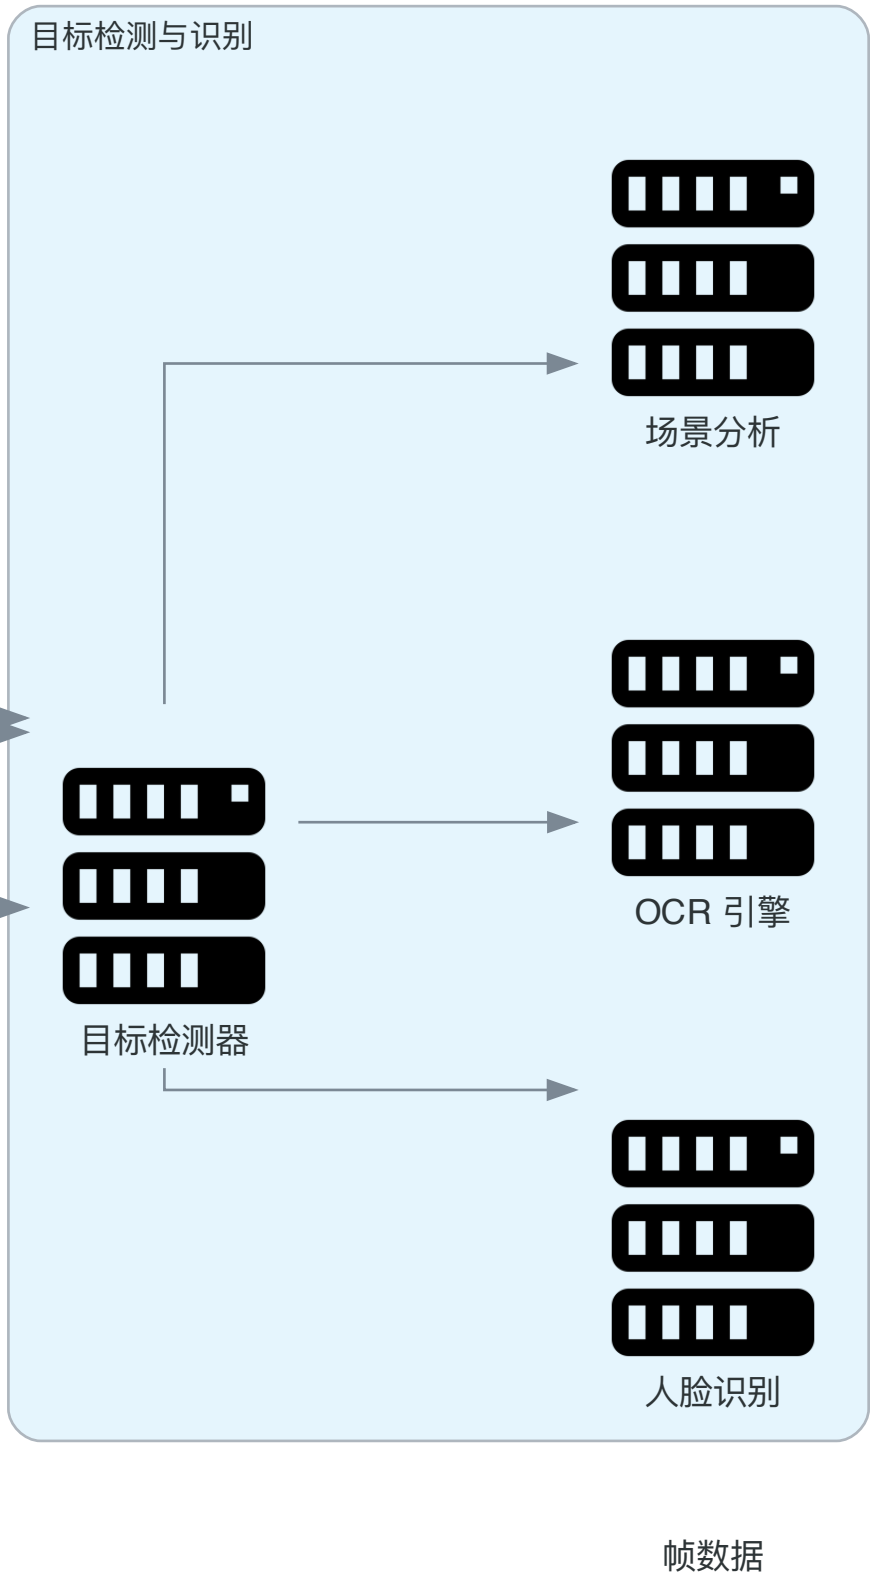 目标检测与识别
场景分析
OCR 引擎
目标检测器
人脸识别
帧数据